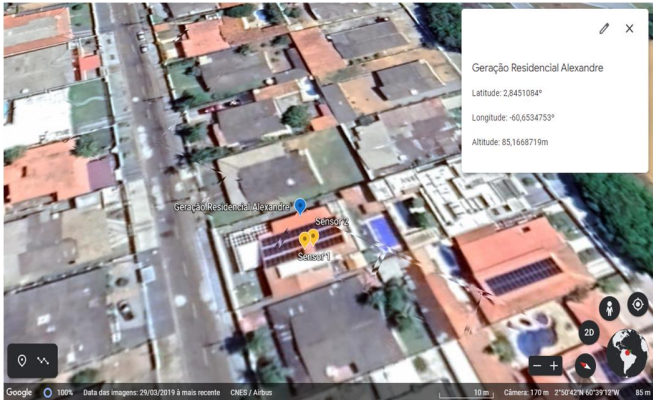 Geração Residencial Alexandre
Latitude: 2,8451084º
Longitude: -60,6534753º
Altitude: 85,1668719m
Geração Residencial Alexandre
Sensor 2
Sensor 1
2D
10 m
Google
100%
Data das imagens: 29/03/2019 à mais recente
CNES / Airbus
Câmera: 170 m
2°50'42"N 60°39'12"W
85 m